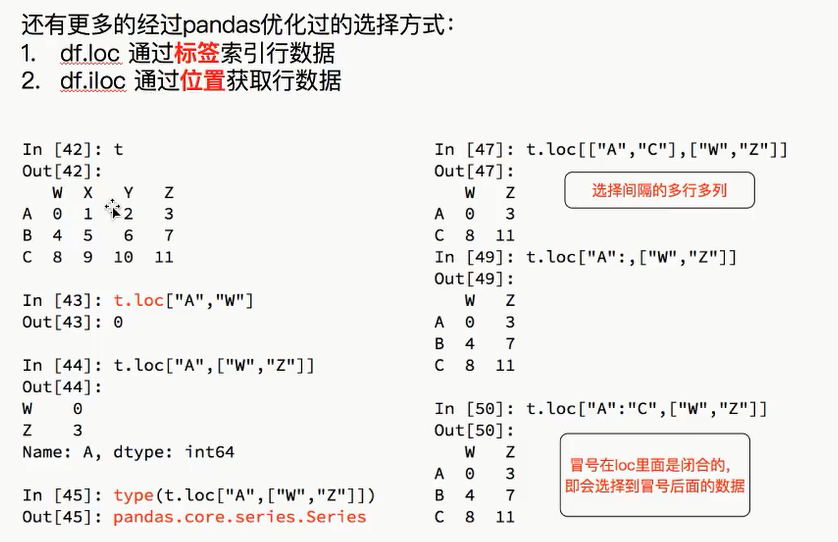 还有更多的经过pandas优化过的选择方式：
1. df.loc 通过标签索引行数据
2. df.iloc 通过位置获取行数据
In [42]: t
Out[42]:
W X Y Z
A 0 1 2 3
B 4 5 6 7
C 8 9 10 11
In [43]: t.loc["A","W"]
Out[43]: 0
In [44]: t.loc["A",["W","Z"]]
Out[44]:
W 0
Z 3
Name: A, dtype: int64
In [45]: type(t.loc["A",["W","Z"]])
Out[45]: pandas.core.series.Series
In [47]: t.loc[["A","C"],["W","Z"]]
Out[47]:
W Z
A 0 3
C 8 11
选择间隔的多行多列
In [49]: t.loc["A":,["W","Z"]]
Out[49]:
W Z
A 0 3
B 4 7
C 8 11
In [50]: t.loc["A":"C",["W","Z"]]
Out[50]:
W Z
A 0 3
B 4 7
C 8 11
冒号在loc里面是闭合的，
即会选择到冒号后面的数据